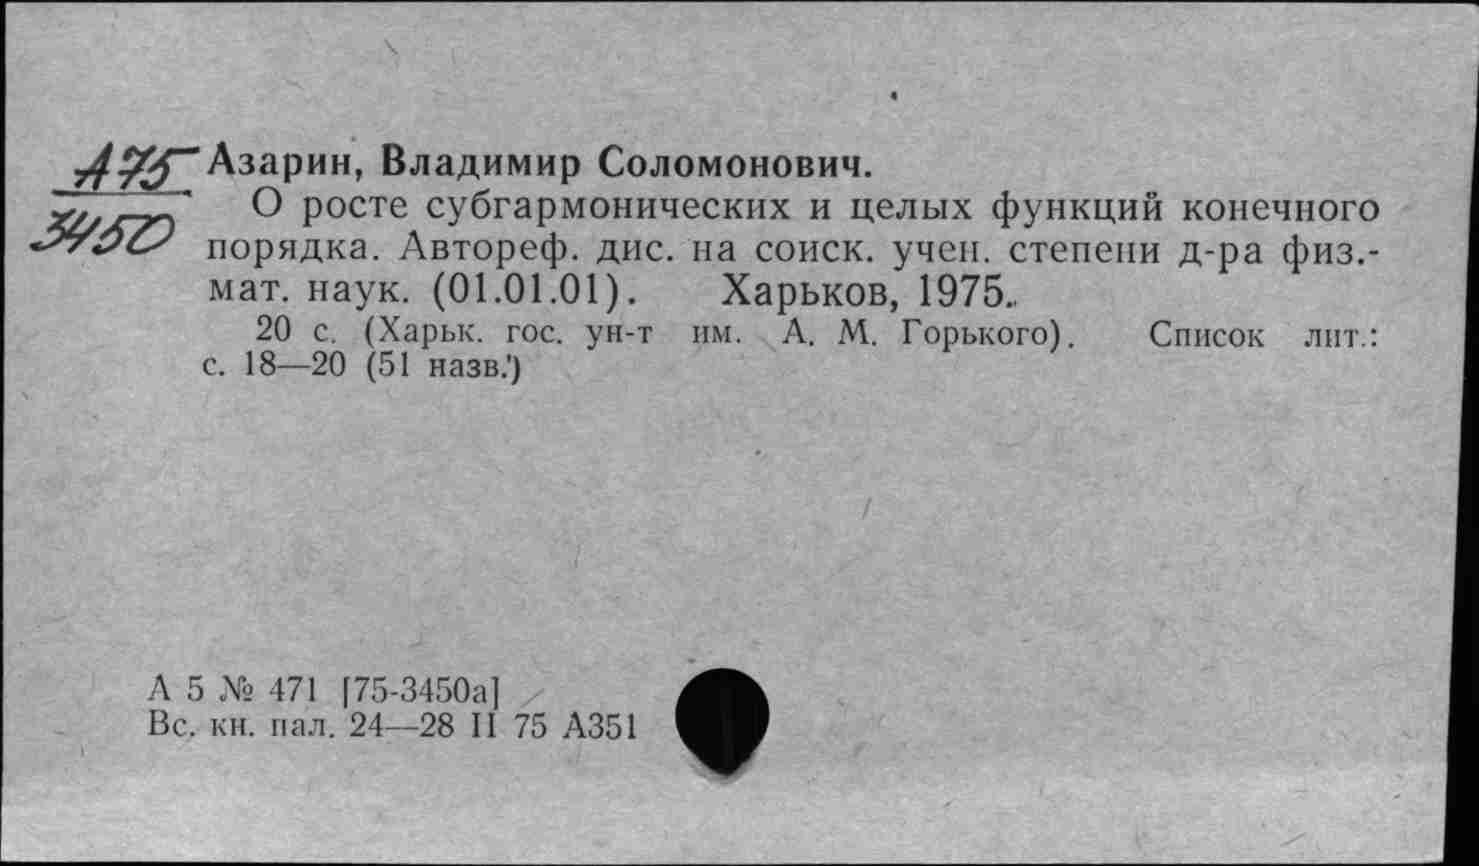 А75 Азарин, Владимир Соломонович.
3450 О росте субгармонических и целых функций конечного
порядка. Автореф. дис. на соиск. учен. степени д-ра физ.-
мат. наук. (01.01.01). Харьков, 1975.
20 с. (Харьк. гос. ун-т им. А. М. Горького). Список лит.:
с. 18—20 (51 назв.)
А 5 № 471 [75-3450а]
Вс. кн. пал. 24—28 II 75 А351